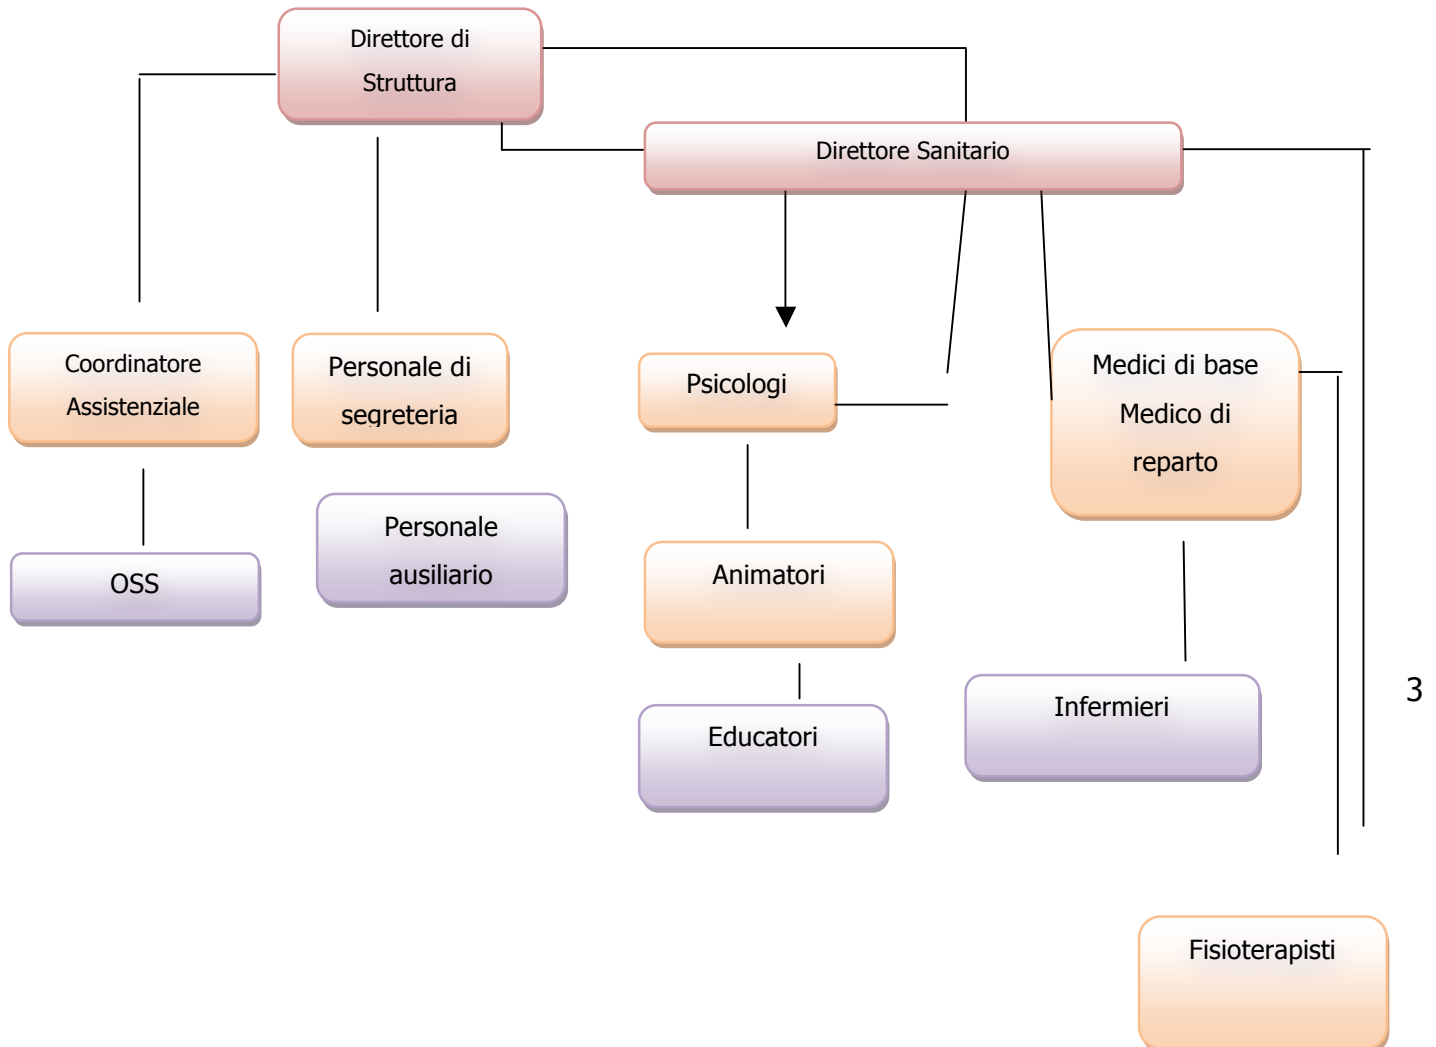 Direttore di
Struttura
Direttore Sanitario
Coordinatore
Assistenziale
Personale di
segreteria
Psicologi
Medici di base
Medico di
reparto
Personale
ausiliario
OSS
Animatori
Infermieri
3
Educatori
Fisioterapisti